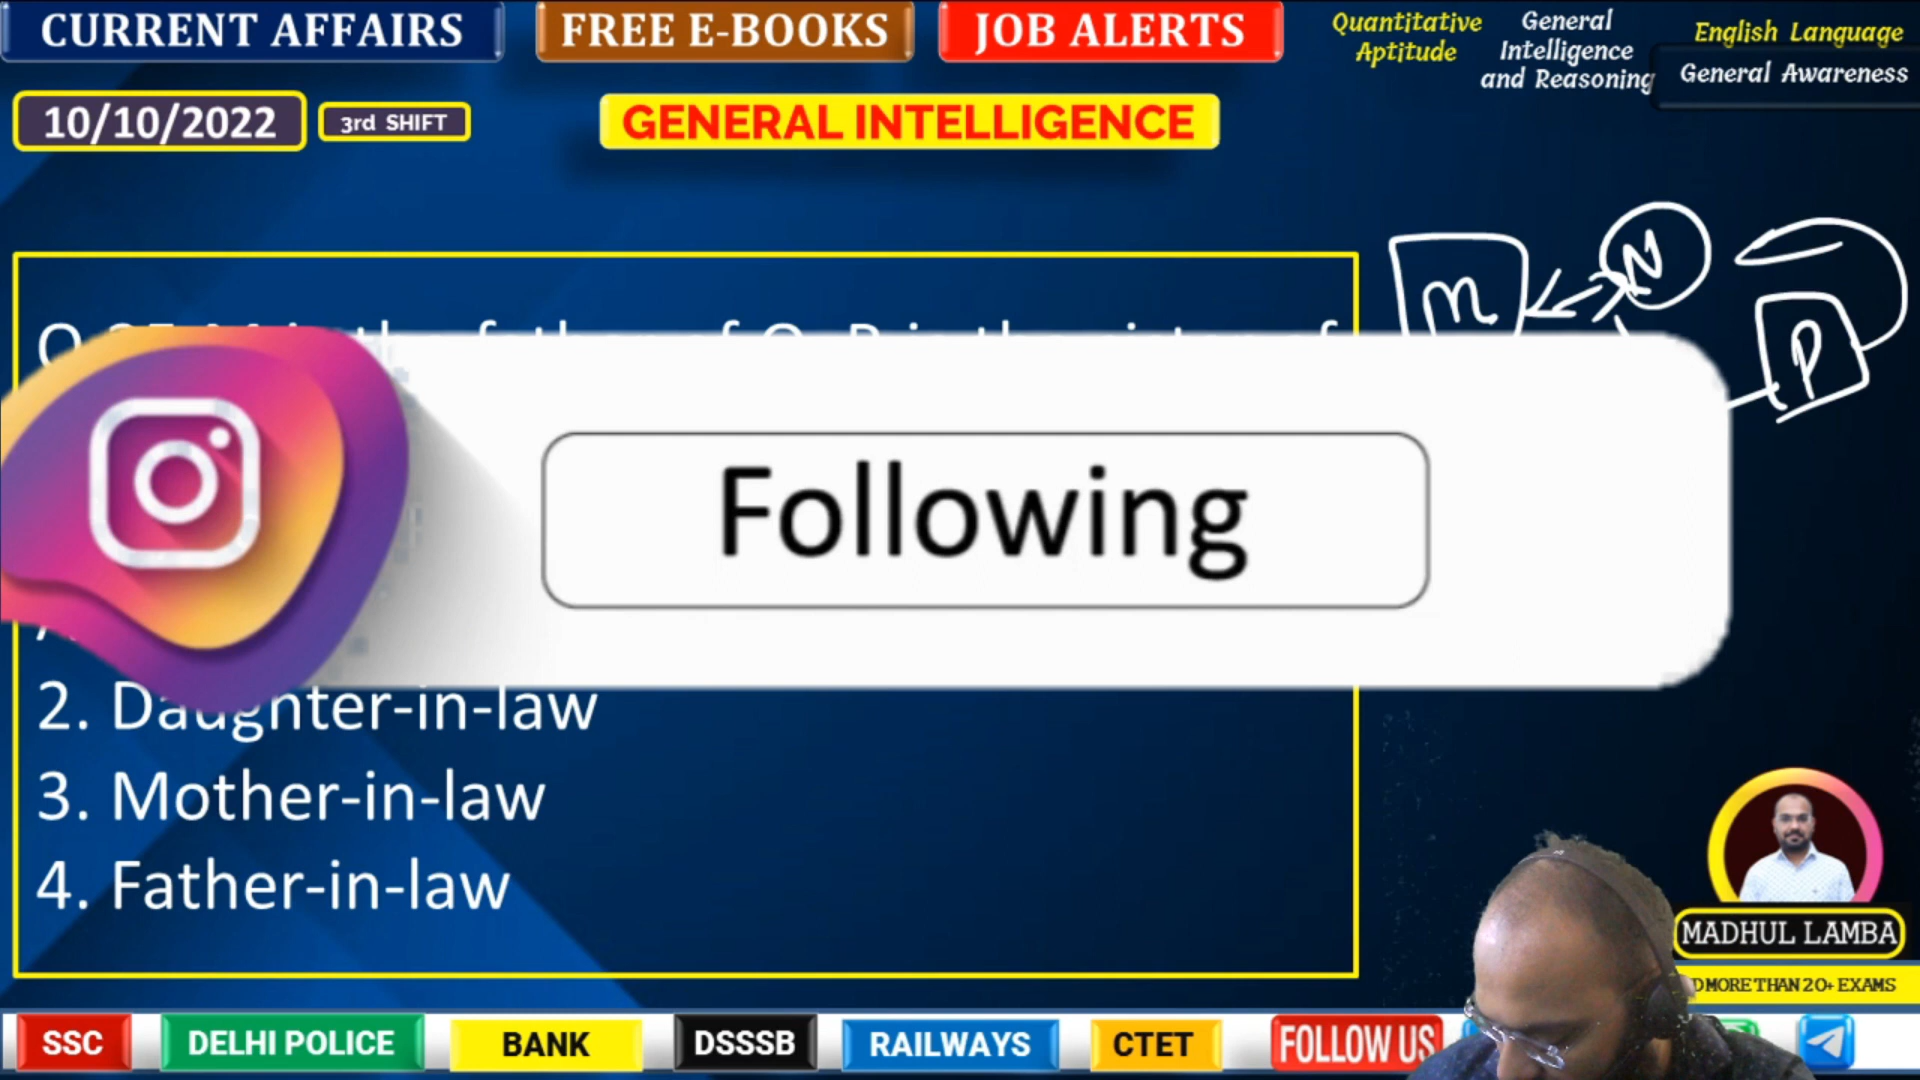 CURRENT AFFAIRS
FREE E-BOOKS
JOB ALERTS
Quantitative
Aptitude
General
Intelligence
and Reasoning
English Language
General Awareness
10/10/2022
3rd SHIFT
GENERAL INTELLIGENCE
m
N
P
Following
2. Daughter-in-law
3. Mother-in-law
4. Father-in-law
MADHUL LAMBA
MORE THAN 20+ EXAMS
SSC
DELHI POLICE
BANK
DSSSB
RAILWAYS
CTET
FOLLOW US